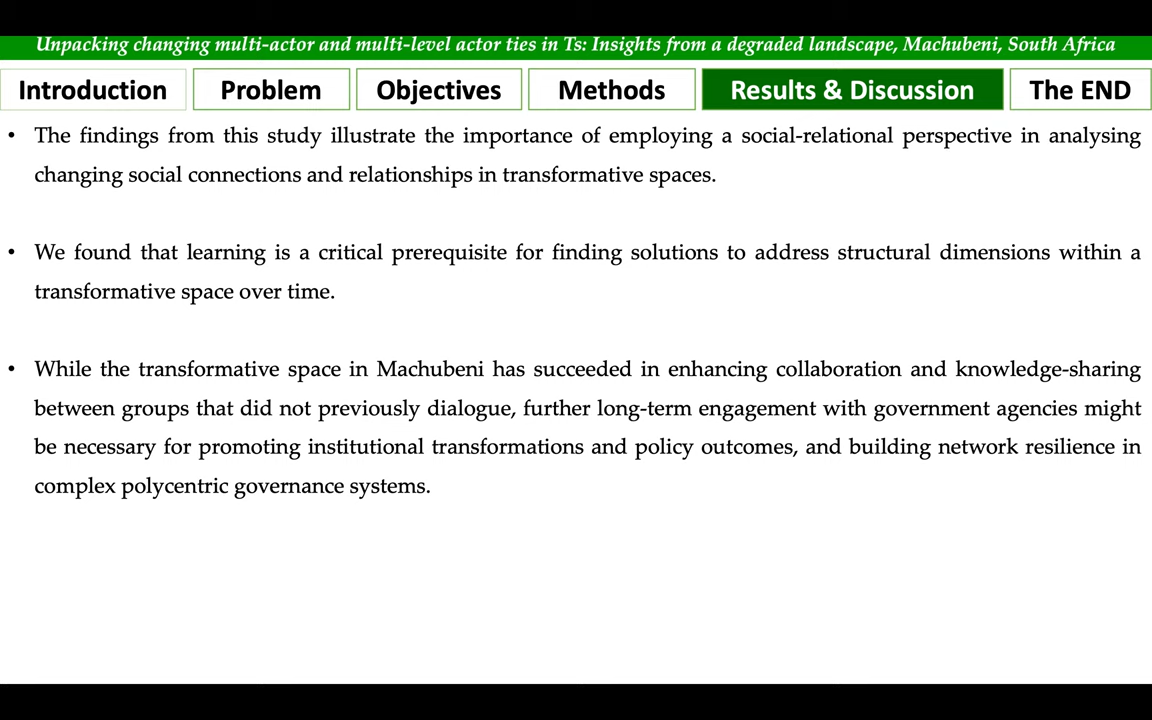 Unpacking changing multi-actor and multi-level actor ties in Ts: Insights from a degraded landscape, Machubeni, South Africa
Introduction
Problem
Objectives
Methods
Results & Discussion
The END
• The findings from this study illustrate the importance of employing a social-relational perspective in analysing
changing social connections and relationships in transformative spaces.
• We found that learning is a critical prerequisite for finding solutions to address structural dimensions within a
transformative space over time.
• While the transformative space in Machubeni has succeeded in enhancing collaboration and knowledge-sharing
between groups that did not previously dialogue, further long-term engagement with government agencies might
be necessary for promoting institutional transformations and policy outcomes, and building network resilience in
complex polycentric governance systems.